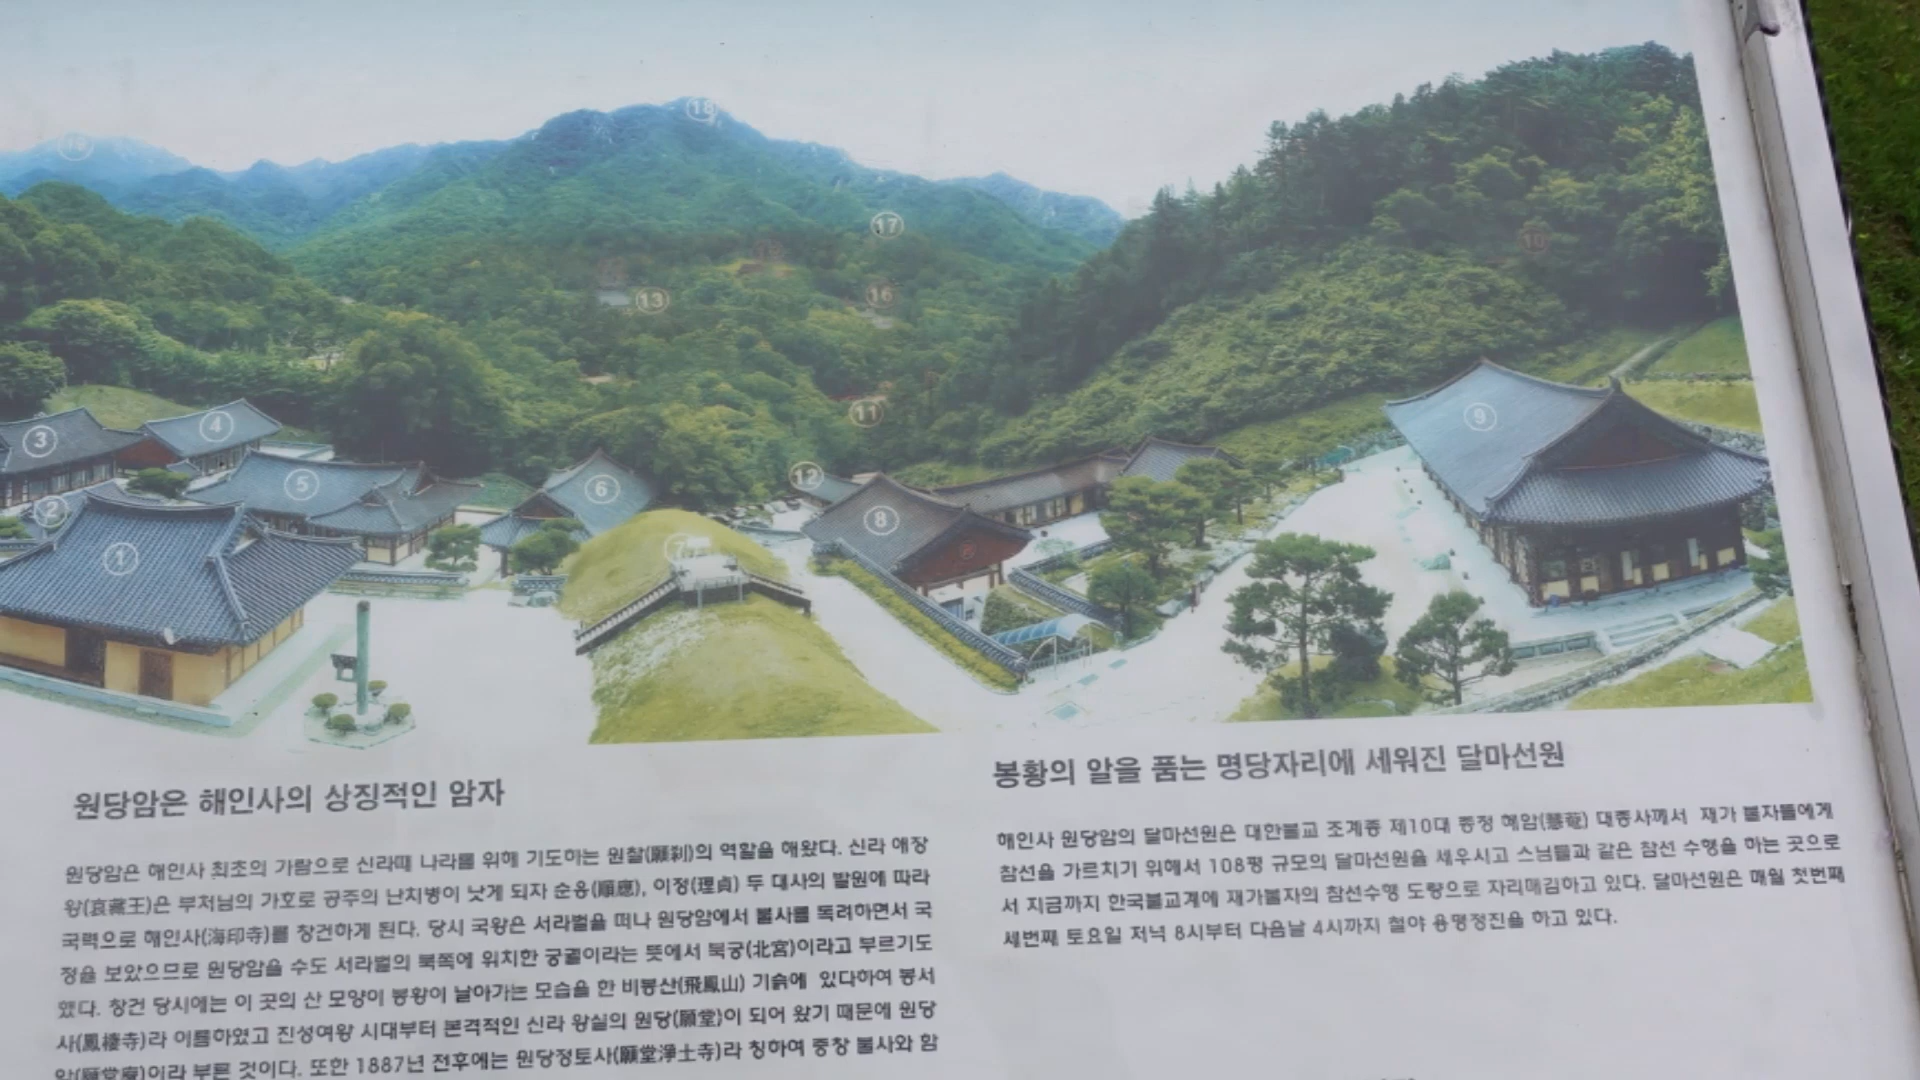 19
18
17
10
13
16
11
3
4
9
12
5
6
2
8
1
7
원당암은 해인사의 상징적인 암자
원당암은 해인사 최초의 가람으로 신라때 나라를 위해 기도하는 원찰(願刹)의 역할을 해왔다. 신라 애장
왕(哀藏王)은 부처님의 가호로 공주의 난치병이 낫게 되자 순응(順應), 이정(理貞) 두 대사의 발원에 따라
국력으로 해인사(海印寺)를 창건하게 된다. 당시 국왕은 서라벌을 떠나 원당암에서 불사를 독려하면서 국
정을 보았으므로 원당암을 수도 서라벌의 북쪽에 위치한 궁궐이라는 뜻에서 북궁(北宮)이라고 부르기도
했다. 창건 당시에는 이 곳의 산 모양이 봉황이 날아가는 모습을 한 비봉산(飛鳳山) 기슭에 있다하여 봉서
사(鳳棲寺)라 이름하였고 진성여왕 시대부터 본격적인 신라 왕실의 원당(願堂)이 되어 왔기 때문에 원당
암(願堂庵)이라 부른 것이다. 또한 1887년 전후에는 원당정토사(願堂淨土寺)라 칭하여 중창 불사와 함
봉황의 알을 품는 명당자리에 세워진 달마선원
해인사 원당암의 달마선원은 대한불교 조계종 제10대 종정 혜암(慧菴) 대종사께서 재가 불자들에게
참선을 가르치기 위해서 108평 규모의 달마선원을 세우시고 스님들과 같은 참선 수행을 하는 곳으로
서 지금까지 한국불교계에 재가불자의 참선수행 도량으로 자리매김하고 있다. 달마선원은 매월 첫번째
세번째 토요일 저녁 8시부터 다음날 4시까지 철야 용맹정진을 하고 있다.